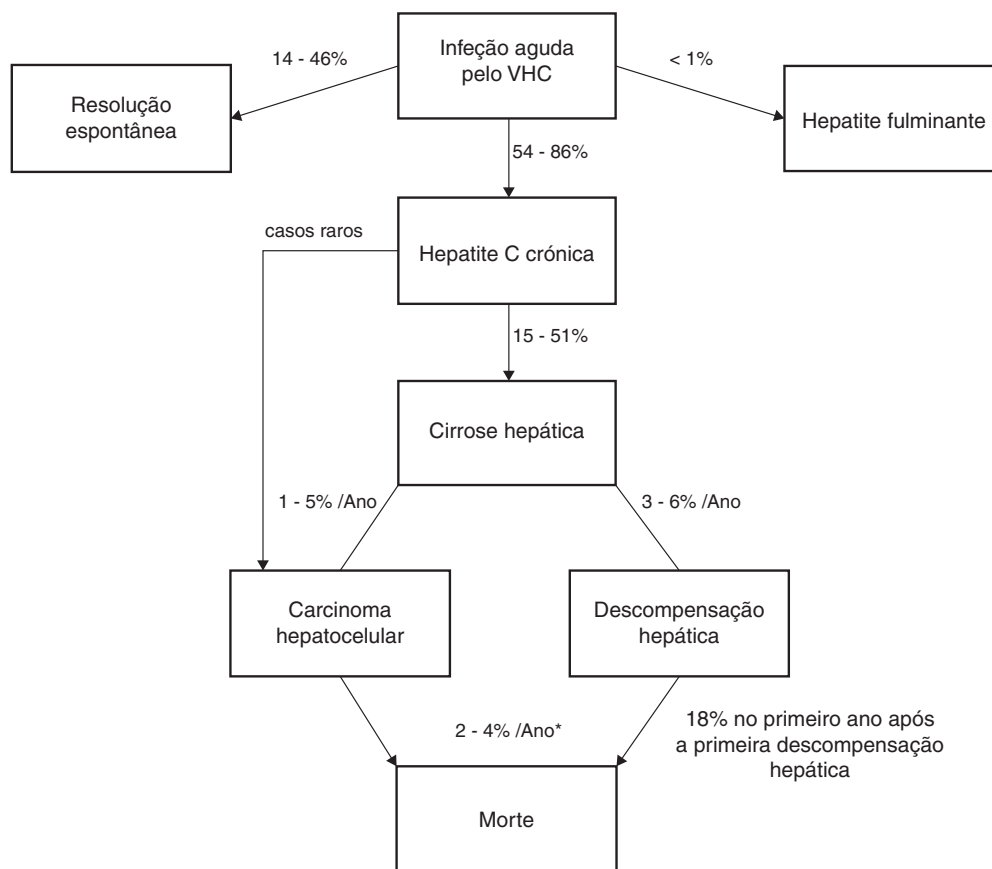 Infeção aguda
pelo VHC
14 - 46%
< 1%
Resolução
espontânea
Hepatite fulminante
54 - 86%
casos raros
Hepatite C crónica
15 - 51%
Cirrose hepática
1 - 5% /Ano
3 - 6% /Ano
Carcinoma
hepatocelular
Descompensação
hepática
2 - 4% /Ano*
18% no primeiro ano após
a primeira descompensação
hepática
Morte